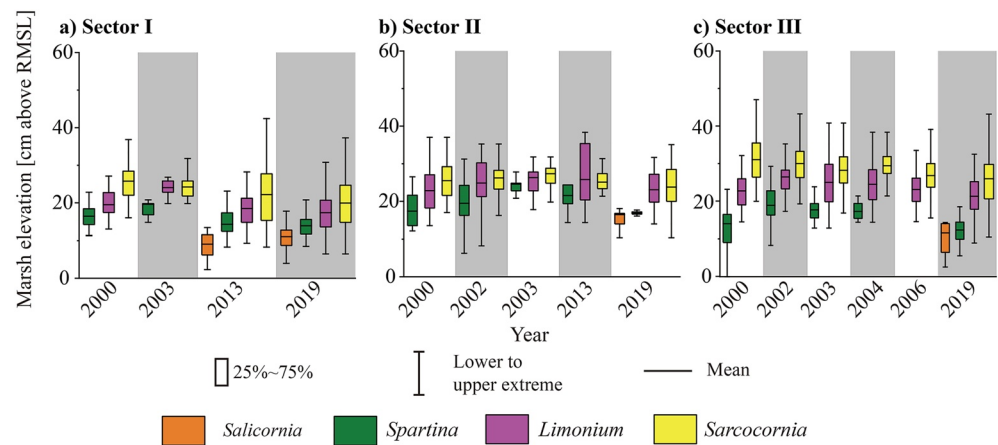 a) Sector I
b) Sector II
c) Sector III
Marsh elevation [cm above RMSL]
60
40
20
0
2000
2003
2013
2019
60
40
20
0
2000
2002
2003
2013
2019
60
40
20
0
2000
2002
2003
2004
2006
2019
Year
25%~75%
Lower to
upper extreme
Mean
Salicornia
Spartina
Limonium
Sarcocornia